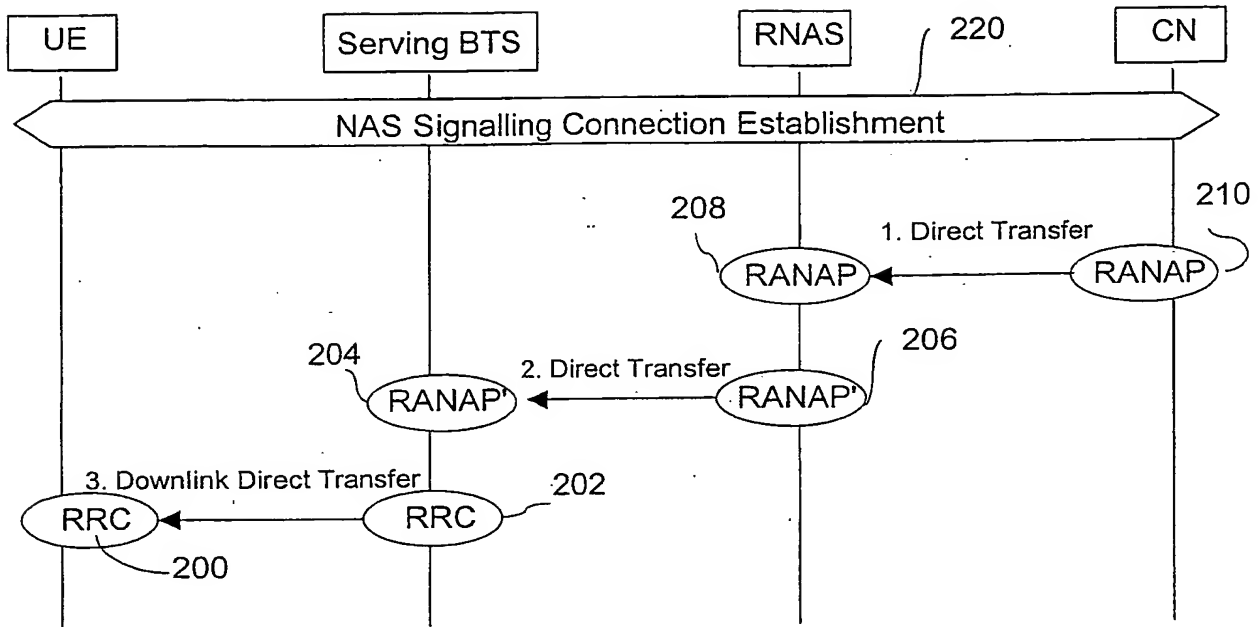 UE Serving BTS RNAS 220 CN
NAS Signalling Connection Establishment
208 1. Direct Transfer 210
RANAP RANAP
204 2. Direct Transfer 206
RANAP' RANAP'
3. Downlink Direct Transfer 202
RRC RRC
200